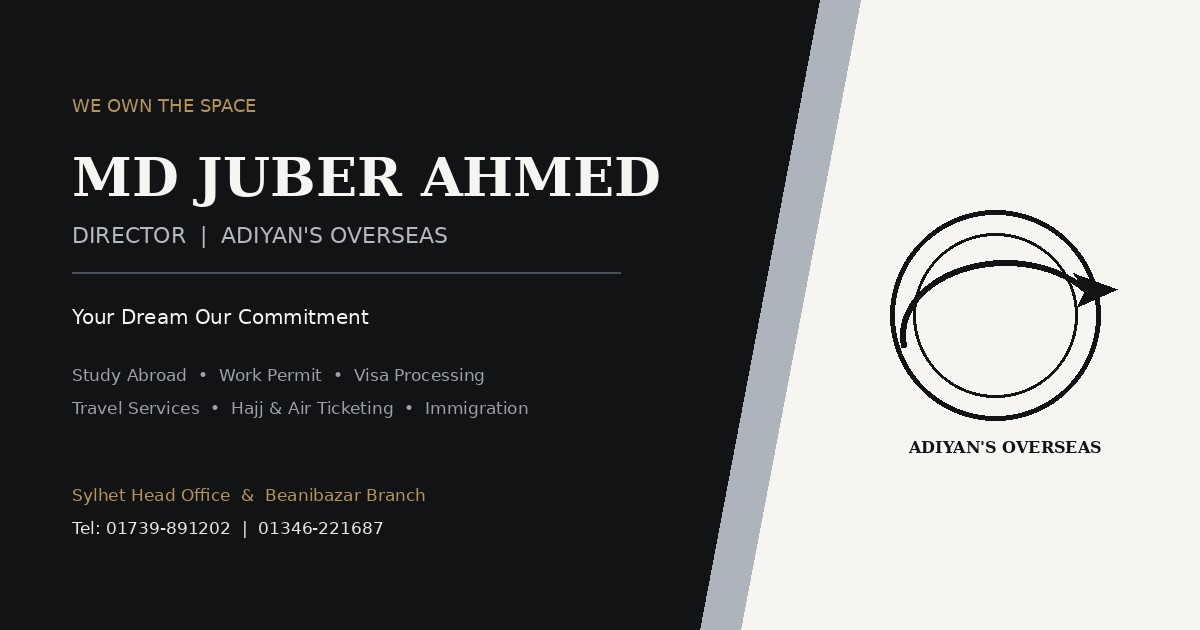 WE OWN THE SPACE
MD JUBER AHMED
DIRECTOR | ADIYAN'S OVERSEAS
Your Dream Our Commitment
Study Abroad • Work Permit • Visa Processing
Travel Services • Hajj & Air Ticketing • Immigration
Sylhet Head Office & Beanibazar Branch
Tel: 01739-891202 | 01346-221687
ADIYAN'S OVERSEAS